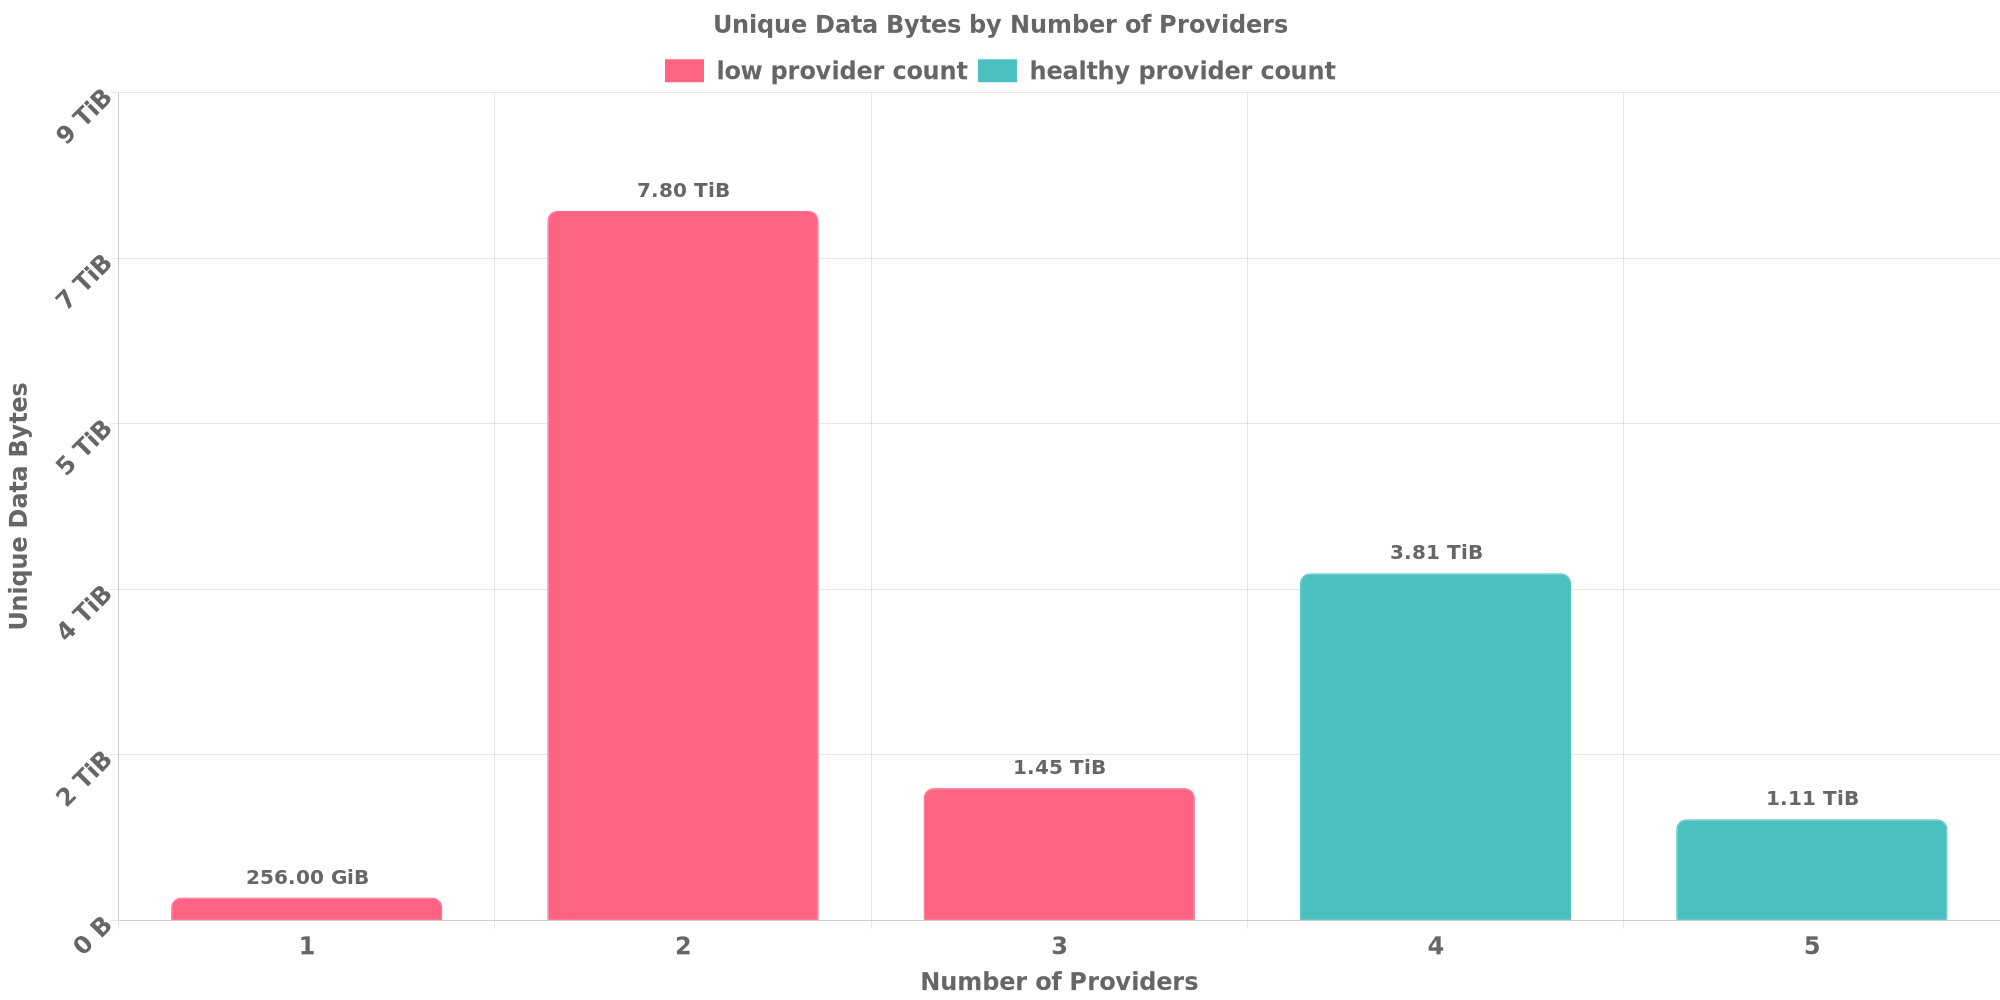 Unique Data Bytes by Number of Providers
low provider count healthy provider count
9 TiB
7 TiB
5 TiB
4 TiB
2 TiB
0 B
Unique Data Bytes
256.00 GiB
7.80 TiB
1.45 TiB
3.81 TiB
1.11 TiB
1 2 3 4 5
Number of Providers